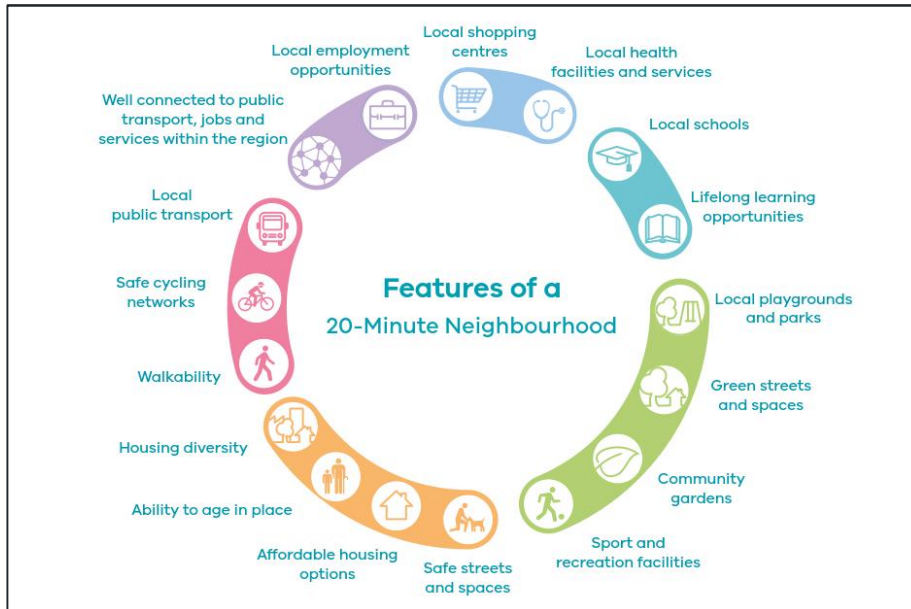 Features of a
20-Minute Neighbourhood
Local shopping
centres
Local health
facilities and services
Local schools
Lifelong learning
opportunities
Local playgrounds
and parks
Green streets
and spaces
Community
gardens
Sport and
recreation facilities
Safe streets
and spaces
Affordable housing
options
Ability to age in place
Housing diversity
Walkability
Safe cycling
networks
Local
public transport
Well connected to public
transport, jobs and
services within the region
Local employment
opportunities